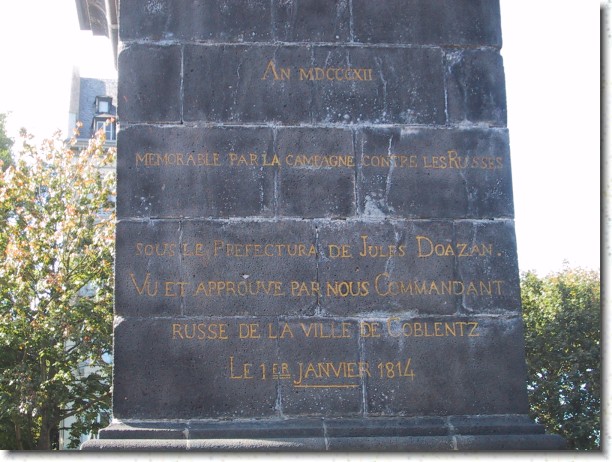 An MDCCCXII
MEMORABLE PAR LA CAMPAGNE CONTRE LES RUSSES
SOUS LE PREFECTURA DE JULES DOAZAN.
VU ET APPROUVE PAR NOUS COMMANDANT
RUSSE DE LA VILLE DE COBLENTZ
LE 1ER JANVIER 1814